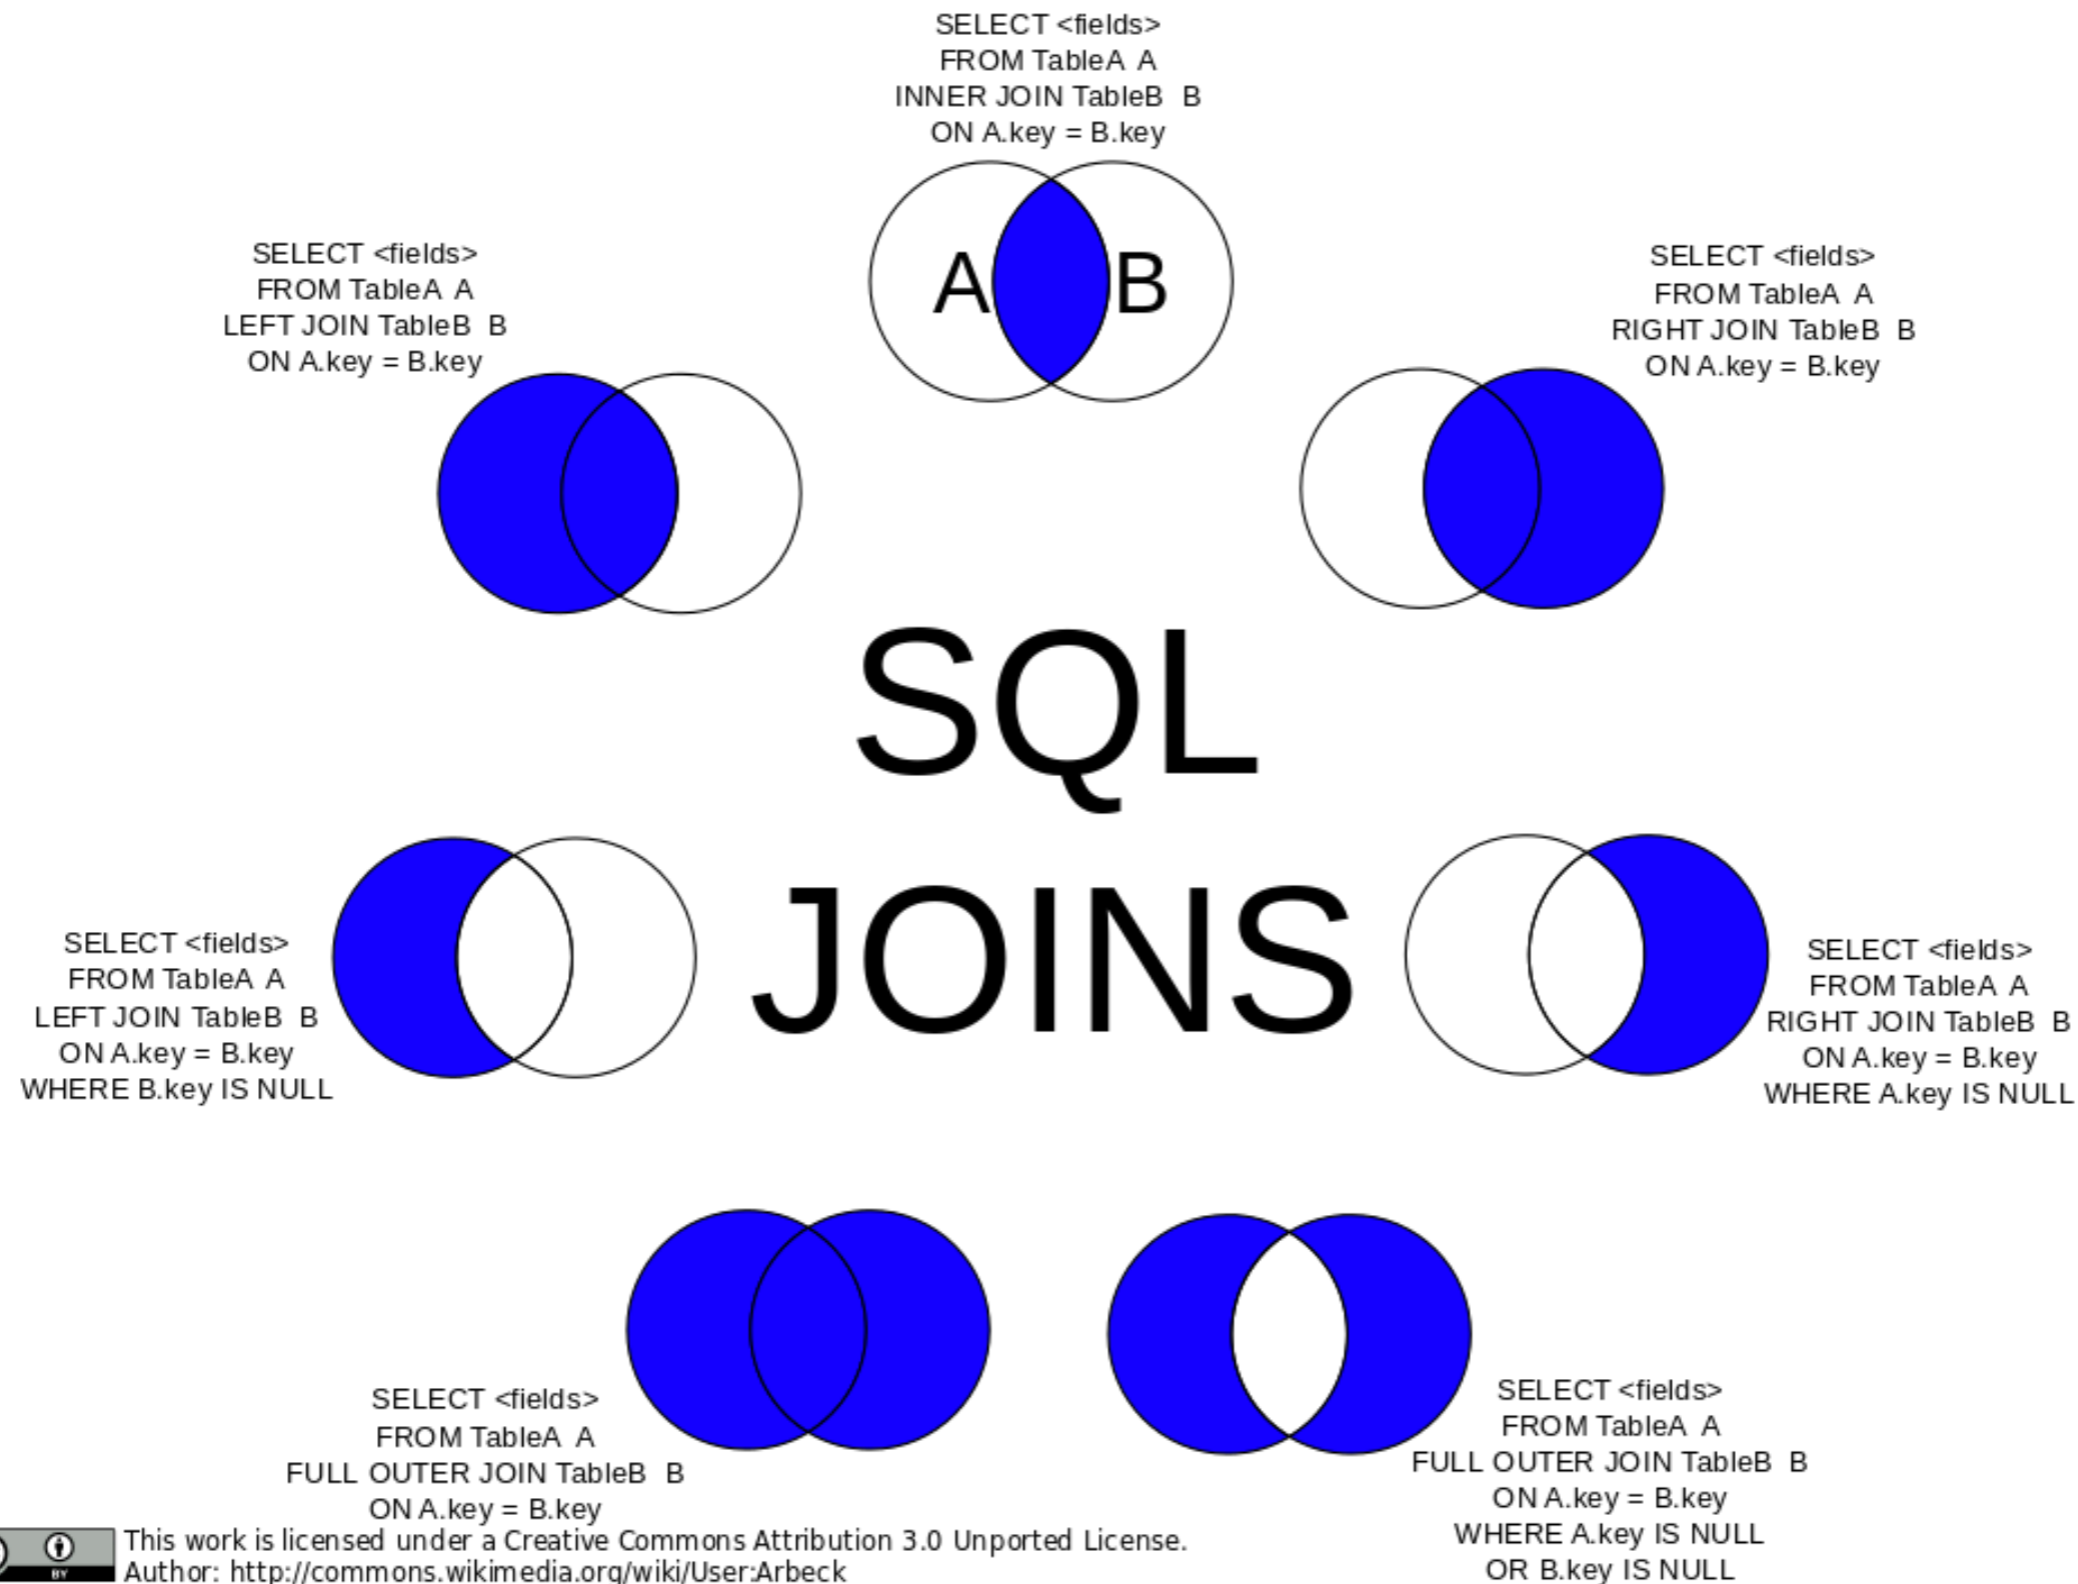 SELECT <fields>
FROM TableA A
INNER JOIN TableB B
ON A.key = B.key
A B
SELECT <fields>
FROM TableA A
LEFT JOIN TableB B
ON A.key = B.key
SELECT <fields>
FROM TableA A
RIGHT JOIN TableB B
ON A.key = B.key
SQL
JOINS
SELECT <fields>
FROM TableA A
LEFT JOIN TableB B
ON A.key = B.key
WHERE B.key IS NULL
SELECT <fields>
FROM TableA A
RIGHT JOIN TableB B
ON A.key = B.key
WHERE A.key IS NULL
SELECT <fields>
FROM TableA A
FULL OUTER JOIN TableB B
ON A.key = B.key
SELECT <fields>
FROM TableA A
FULL OUTER JOIN TableB B
ON A.key = B.key
WHERE A.key IS NULL
OR B.key IS NULL
BY
This work is licensed under a Creative Commons Attribution 3.0 Unported License.
Author: http://commons.wikimedia.org/wiki/User:Arbeck